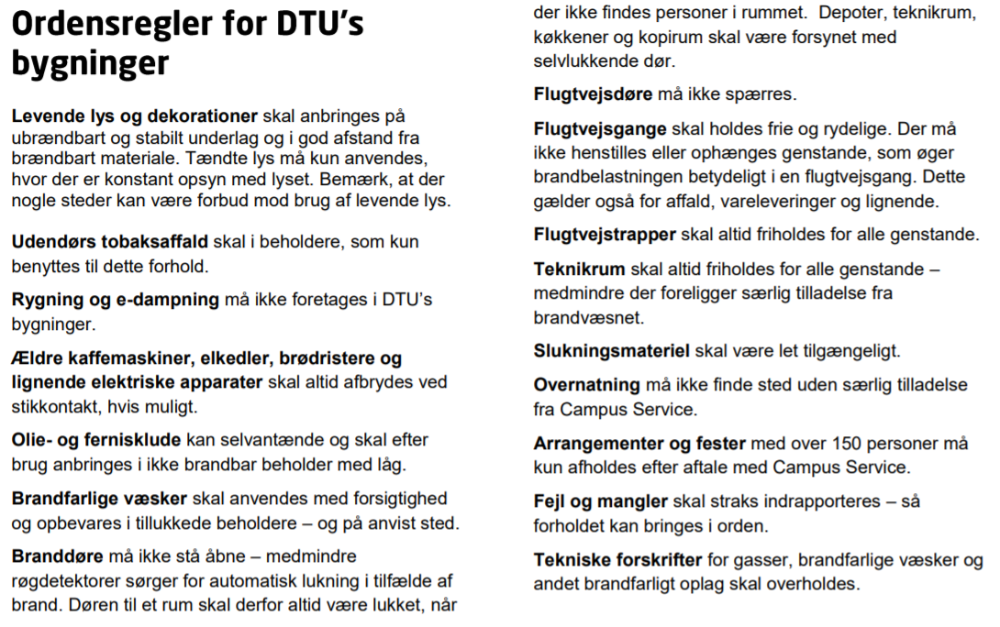 Ordensregler for DTU's
bygninger
Levende lys og dekorationer skal anbringes på
ubrændbart og stabilt underlag og i god afstand fra
brændbart materiale. Tændte lys må kun anvendes,
hvor der er konstant opsyn med lyset. Bemærk, at der
nogle steder kan være forbud mod brug af levende lys.
Udendørs tobaksaffald skal i beholdere, som kun
benyttes til dette forhold.
Rygning og e-dampning må ikke foretages i DTU's
bygninger.
Ældre kaffemaskiner, elkedler, brødristere og
lignende elektriske apparater skal altid afbrydes ved
stikkontakt, hvis muligt.
Olie- og fernisklude kan selvantænde og skal efter
brug anbringes i ikke brandbar beholder med låg.
Brandfarlige væsker skal anvendes med forsigtighed
og opbevares i tillukkede beholdere – og på anvist sted.
Branddøre må ikke stå åbne – medmindre
røgdetektorer sørger for automatisk lukning i tilfælde af
brand. Døren til et rum skal derfor altid være lukket, når
der ikke findes personer i rummet.  Depoter, teknikrum,
køkkener og kopirum skal være forsynet med
selvlukkende dør.
Flugtvejsdøre må ikke spærres.
Flugtvejsgange skal holdes frie og rydelige. Der må
ikke henstilles eller ophænges genstande, som øger
brandbelastningen betydeligt i en flugtvejsgang. Dette
gælder også for affald, vareleveringer og lignende.
Flugtvejstrapper skal altid friholdes for alle genstande.
Teknikrum skal altid friholdes for alle genstande –
medmindre der foreligger særlig tilladelse fra
brandvæsnet.
Slukningsmateriel skal være let tilgængeligt.
Overnatning må ikke finde sted uden særlig tilladelse
fra Campus Service.
Arrangementer og fester med over 150 personer må
kun afholdes efter aftale med Campus Service.
Fejl og mangler skal straks indrapporteres – så
forholdet kan bringes i orden.
Tekniske forskrifter for gasser, brandfarlige væsker og
andet brandfarligt oplag skal overholdes.